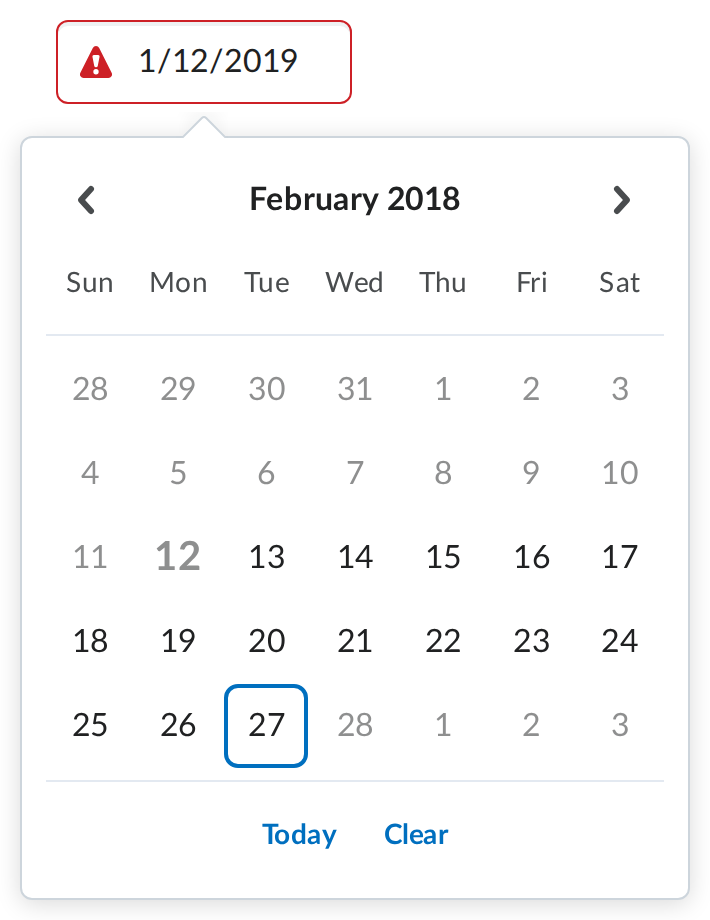 1/12/2019
February 2018
Sun Mon Tue Wed Thu Fri Sat
28 29 30 31 1 2 3
4 5 6 7 8 9 10
11 12 13 14 15 16 17
18 19 20 21 22 23 24
25 26 27 28 1 2 3
Today Clear